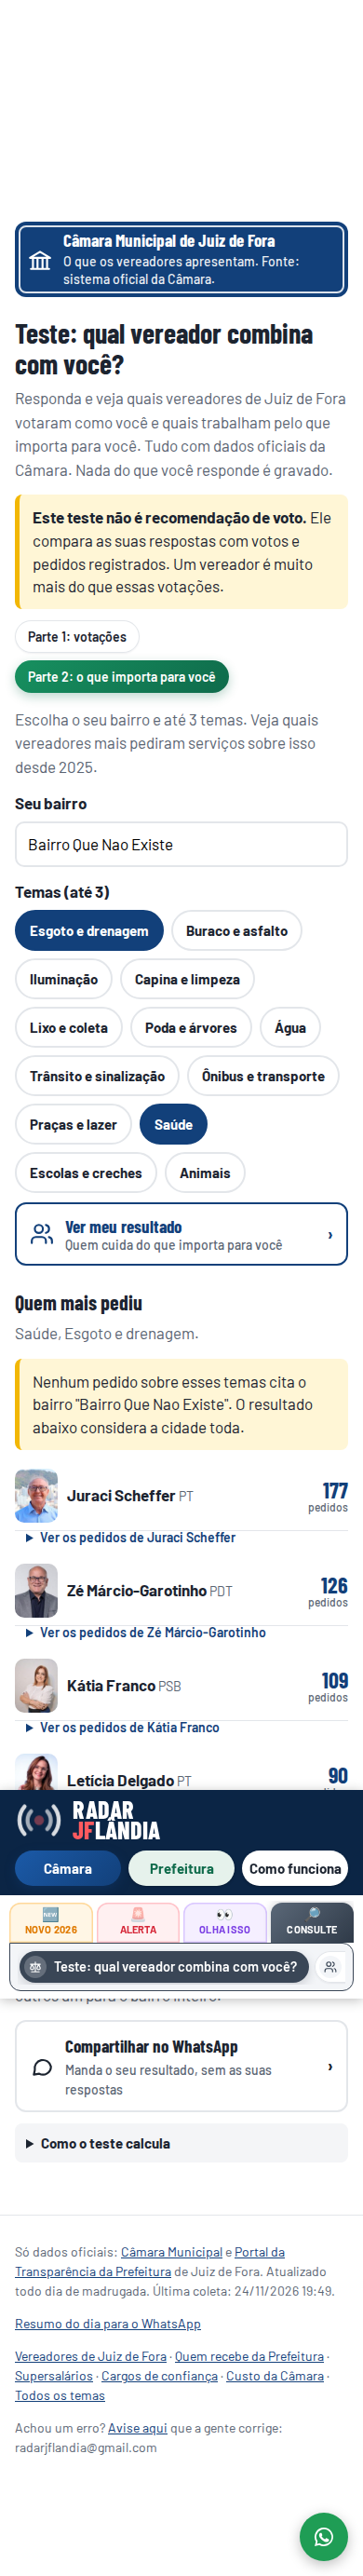 Câmara Municipal de Juiz de Fora
O que os vereadores apresentam. Fonte:
sistema oficial da Câmara.
Teste: qual vereador combina
com você?
Responda e veja quais vereadores de Juiz de Fora
votaram como você e quais trabalham pelo que
importa para você. Tudo com dados oficiais da
Câmara. Nada do que você responde é gravado.
Este teste não é recomendação de voto. Ele
compara as suas respostas com votos e
pedidos registrados. Um vereador é muito
mais do que essas votações.
Parte 1: votações
Parte 2: o que importa para você
Escolha o seu bairro e até 3 temas. Veja quais
vereadores mais pediram serviços sobre isso
desde 2025.
Seu bairro
Bairro Que Nao Existe
Temas (até 3)
Esgoto e drenagem
Buraco e asfalto
Iluminação
Capina e limpeza
Lixo e coleta
Poda e árvores
Água
Trânsito e sinalização
Ônibus e transporte
Praças e lazer
Saúde
Escolas e creches
Animais
Ver meu resultado
Quem cuida do que importa para você
›
Quem mais pediu
Saúde, Esgoto e drenagem.
Nenhum pedido sobre esses temas cita o
bairro "Bairro Que Nao Existe". O resultado
abaixo considera a cidade toda.
Juraci Scheffer PT
177
pedidos
Ver os pedidos de Juraci Scheffer
Zé Márcio-Garotinho PDT
126
pedidos
Ver os pedidos de Zé Márcio-Garotinho
Kátia Franco PSB
109
pedidos
Ver os pedidos de Kátia Franco
Letícia Delgado PT
90
RADAR
JFLÂNDIA
Câmara
Prefeitura
Como funciona
NOVO 2026
ALERTA
OLHA ISSO
CONSULTE
Teste: qual vereador combina com você?
Compartilhar no WhatsApp
Manda o seu resultado, sem as suas
respostas
›
Como o teste calcula
Só dados oficiais: Câmara Municipal e Portal da
Transparência da Prefeitura de Juiz de Fora. Atualizado
todo dia de madrugada. Última coleta: 24/11/2026 19:49.
Resumo do dia para o WhatsApp
Vereadores de Juiz de Fora · Quem recebe da Prefeitura ·
Supersalários · Cargos de confiança · Custo da Câmara ·
Todos os temas
Achou um erro? Avise aqui que a gente corrige:
radarjflandia@gmail.com